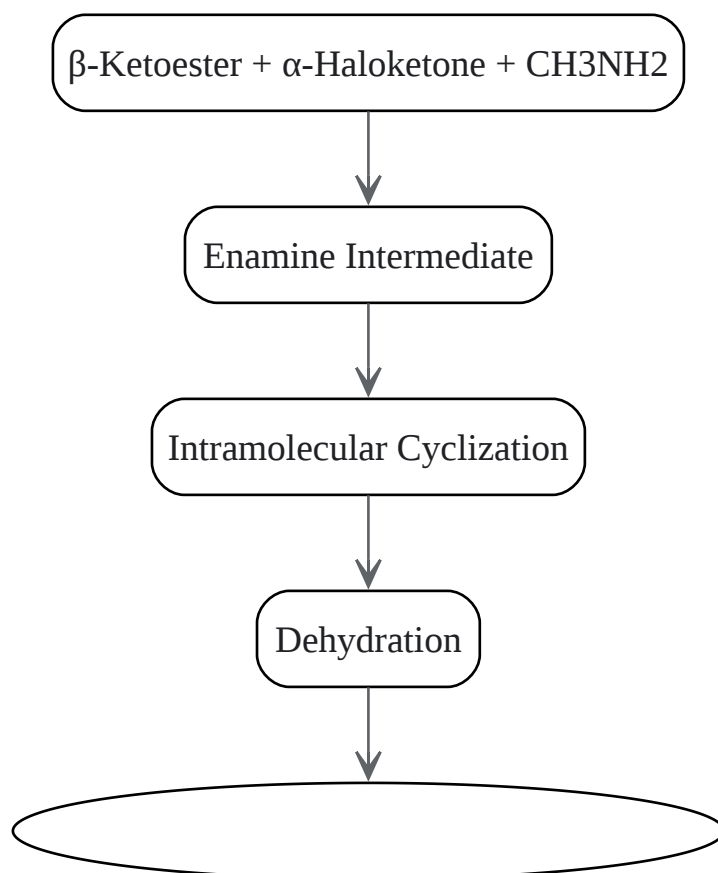 β-Ketoester + α-Haloketone + CH3NH2
Enamine Intermediate
Intramolecular Cyclization
Dehydration